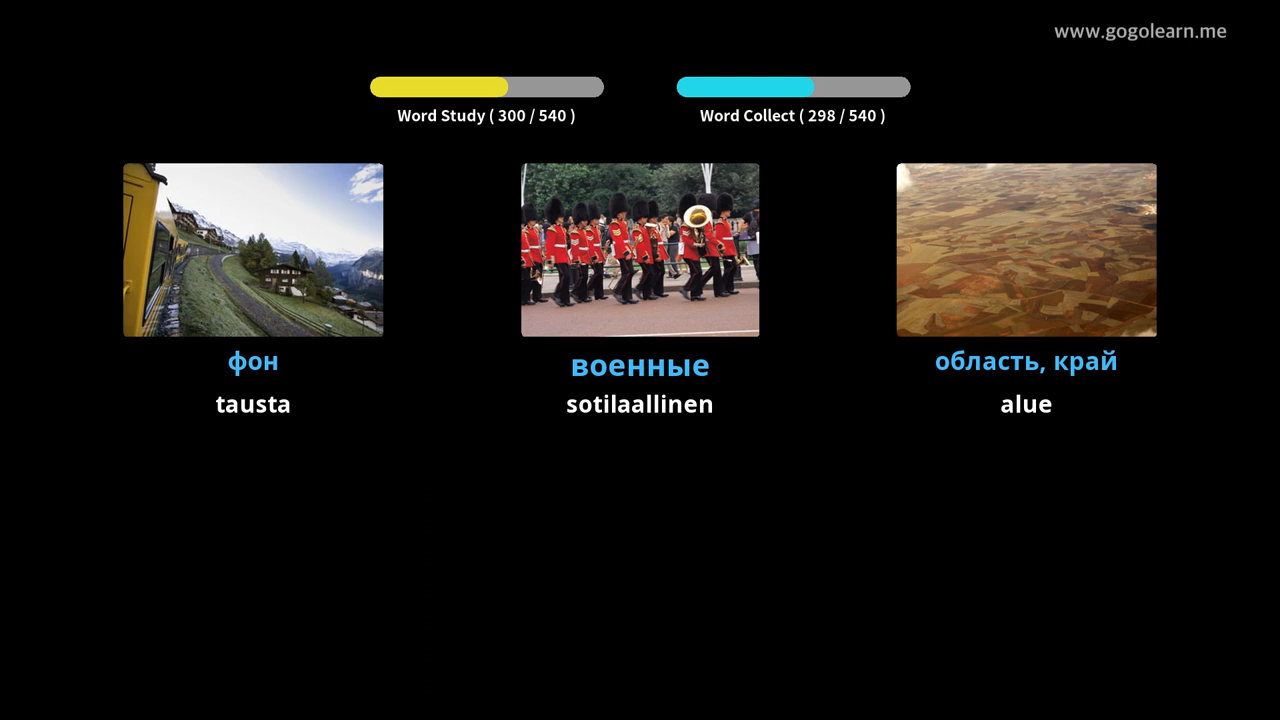 www.gogolearn.me
Word Study ( 300 / 540 )
Word Collect ( 298 / 540 )
фон
военные
область, край
tausta
sotilaallinen
alue